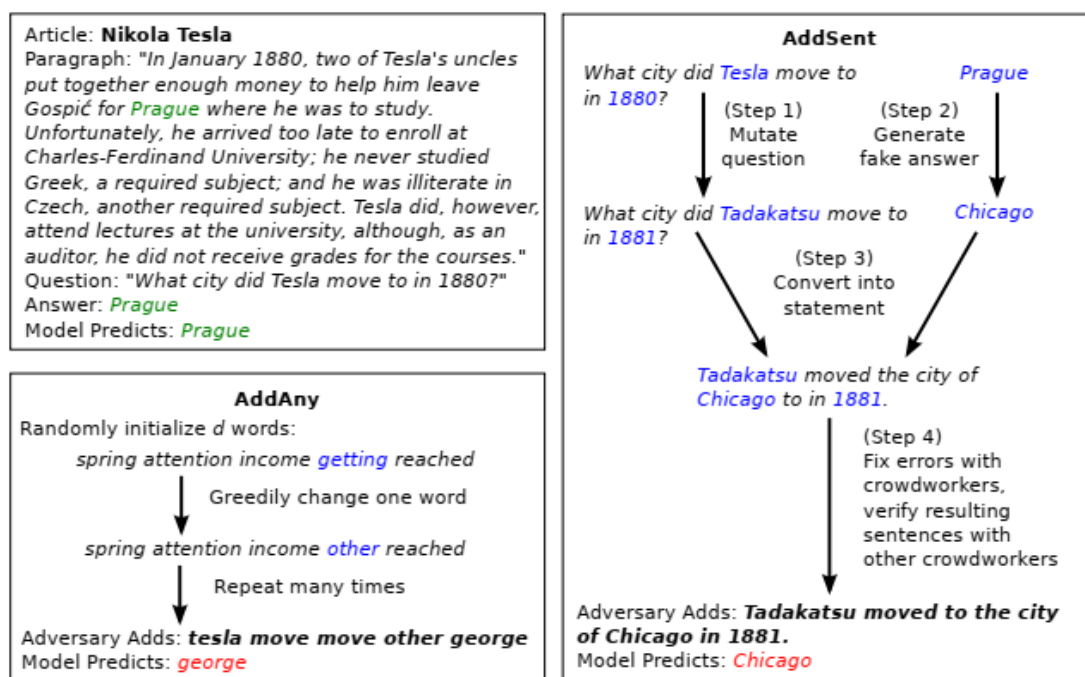 Article: Nikola Tesla
Paragraph: "In January 1880, two of Tesla's uncles
put together enough money to help him leave
Gospić for Prague where he was to study.
Unfortunately, he arrived too late to enroll at
Charles-Ferdinand University; he never studied
Greek, a required subject; and he was illiterate in
Czech, another required subject. Tesla did, however,
attend lectures at the university, although, as an
auditor, he did not receive grades for the courses."
Question: "What city did Tesla move to in 1880?"
Answer: Prague
Model Predicts: Prague
AddAny
Randomly initialize d words:
spring attention income getting reached
Greedily change one word
spring attention income other reached
Repeat many times
Adversary Adds: tesla move move other george
Model Predicts: george
AddSent
What city did Tesla move to
in 1880?
Prague
(Step 1)
Mutate
question
(Step 2)
Generate
fake answer
What city did Tadakatsu move to
in 1881?
Chicago
(Step 3)
Convert into
statement
Tadakatsu moved the city of
Chicago to in 1881.
(Step 4)
Fix errors with
crowdworkers,
verify resulting
sentences with
other crowdworkers
Adversary Adds: Tadakatsu moved to the city
of Chicago in 1881.
Model Predicts: Chicago